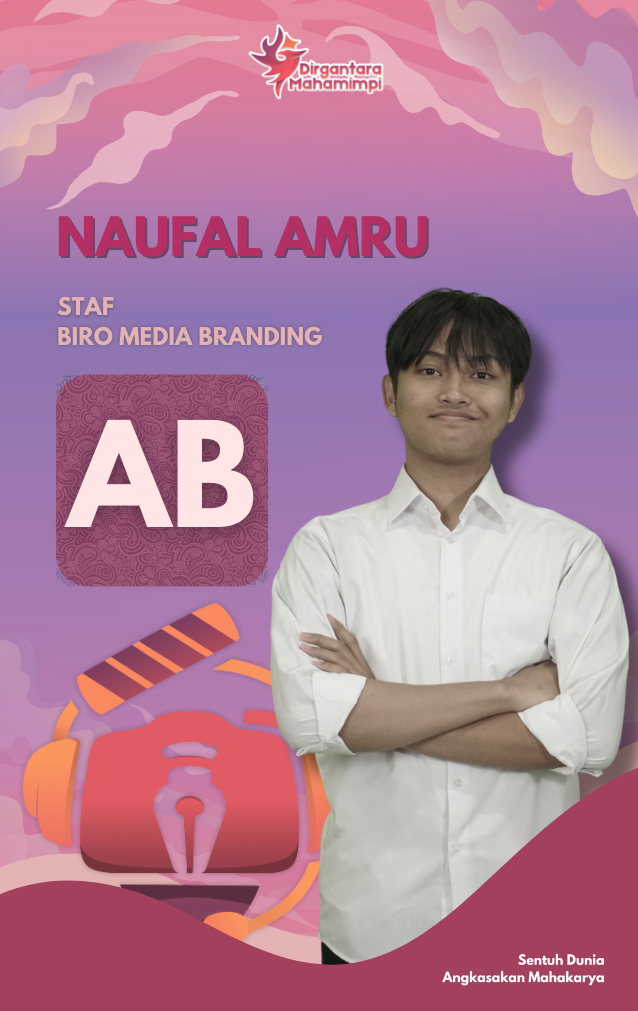 Dirgantara
Mahamimpi
NAUFAL AMRU
STAF
BIRO MEDIA BRANDING
AB
Sentuh Dunia
Angkasakan Mahakarya